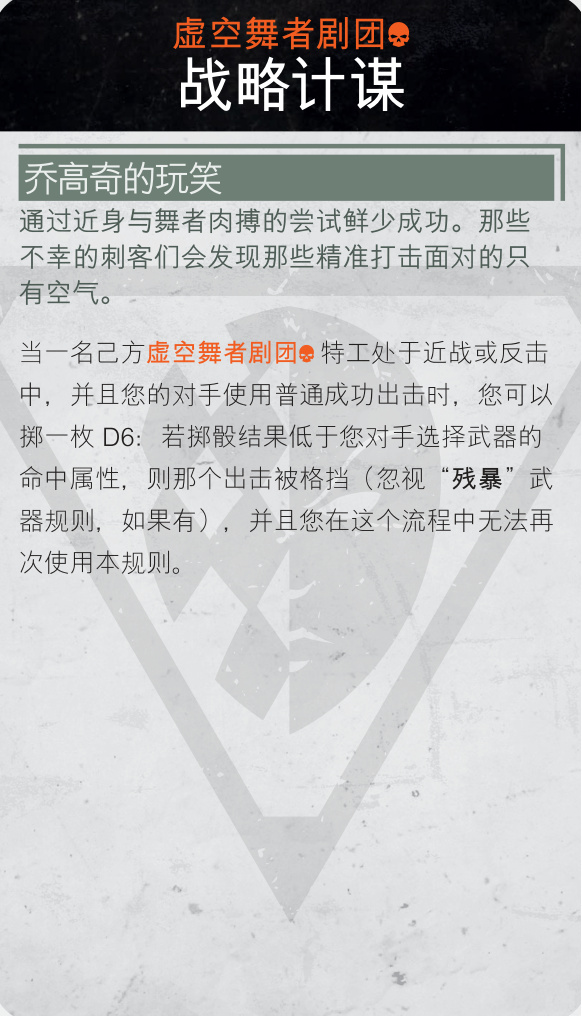 虚空舞者剧团
战略计谋
乔高奇的玩笑
通过近身与舞者肉搏的尝试鲜少成功。那些
不幸的刺客们会发现那些精准打击面对的只
有空气。
当一名己方虚空舞者剧团 特工处于近战或反击
中，并且您的对手使用普通成功出击时，您可以
掷一枚 D6：若掷骰结果低于您对手选择武器的
命中属性，则那个出击被格挡（忽视“残暴”武
器规则，如果有），并且您在这个流程中无法再
次使用本规则。